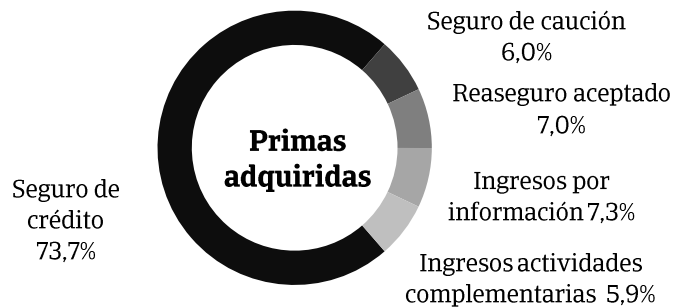 Seguro de caución
6,0%
Reaseguro aceptado
7,0%
Primas
adquiridas
Ingresos por
información 7,3%
Seguro de
crédito
73,7%
Ingresos actividades
complementarias 5,9%